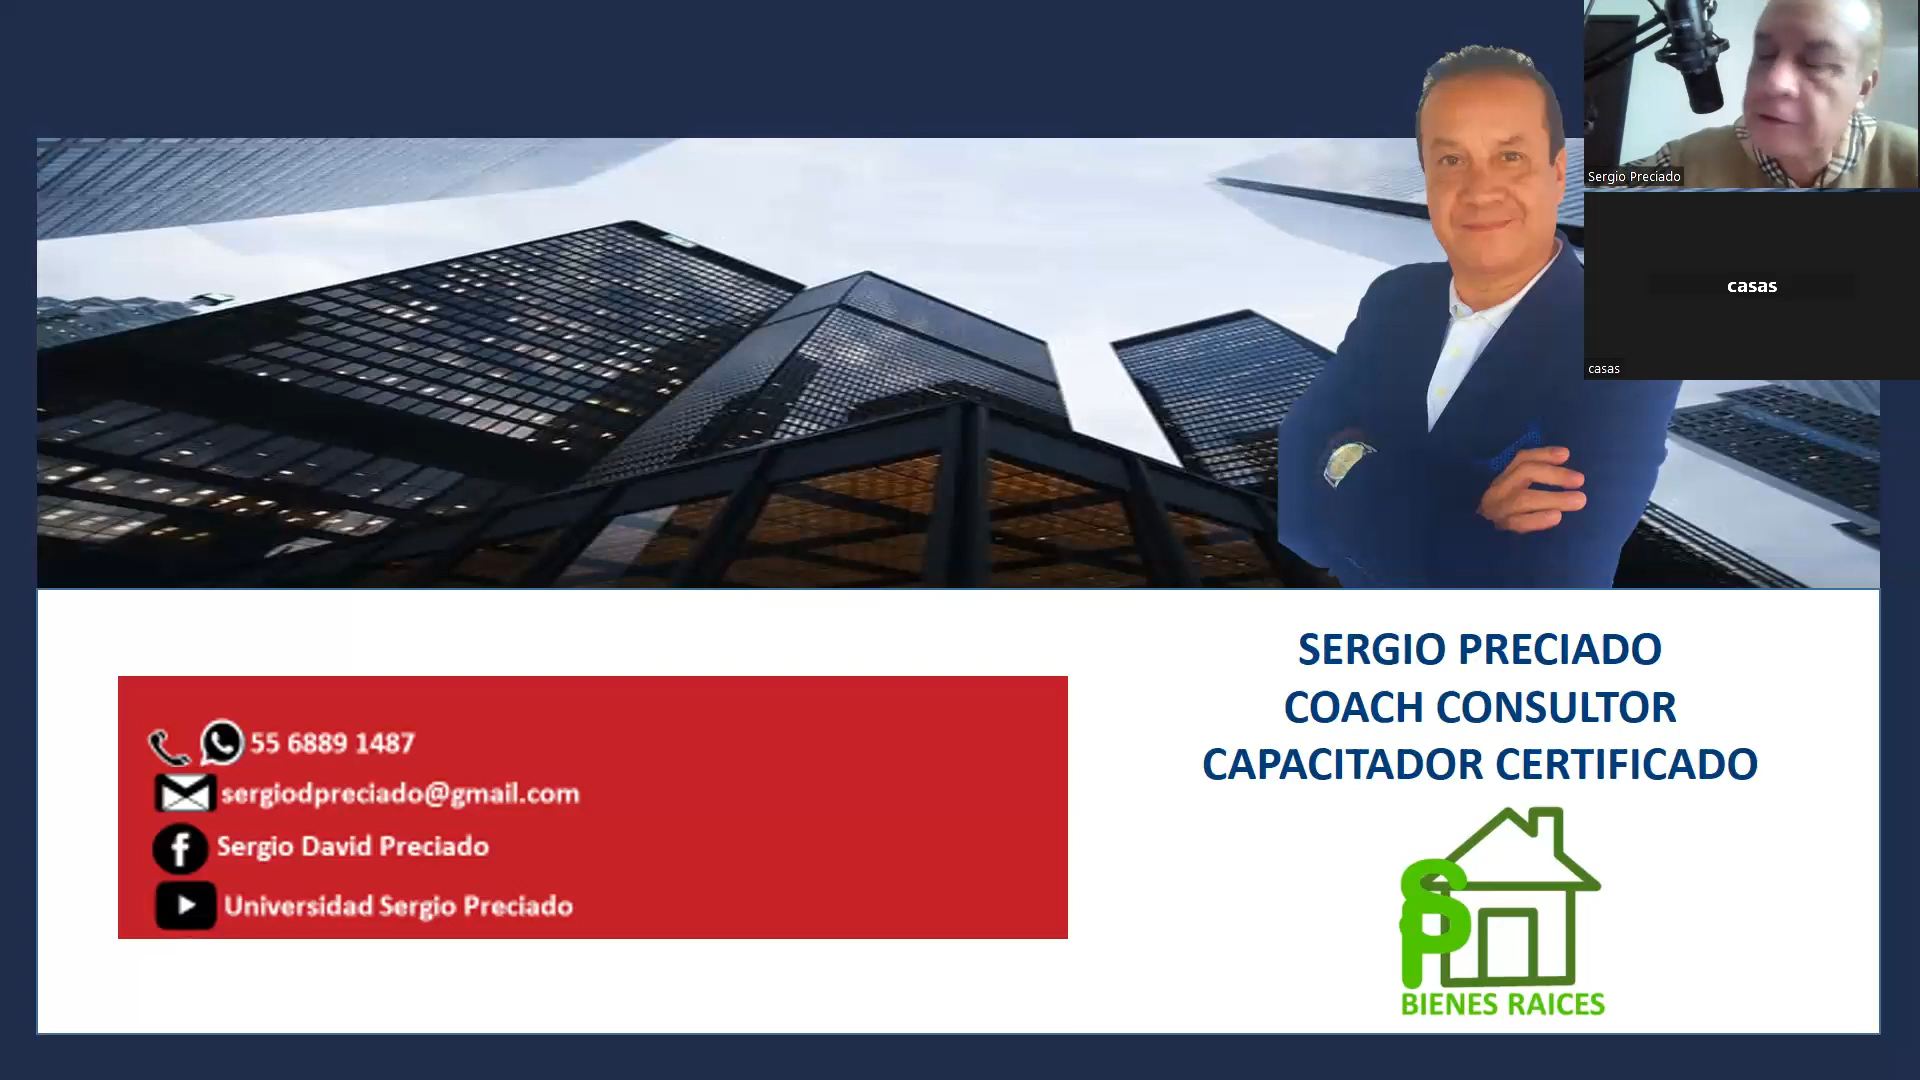 Sergio Preciado
casas
casas
SERGIO PRECIADO
COACH CONSULTOR
CAPACITADOR CERTIFICADO
55 6889 1487
sergiodpreciado@gmail.com
Sergio David Preciado
Universidad Sergio Preciado
SP
BIENES RAICES